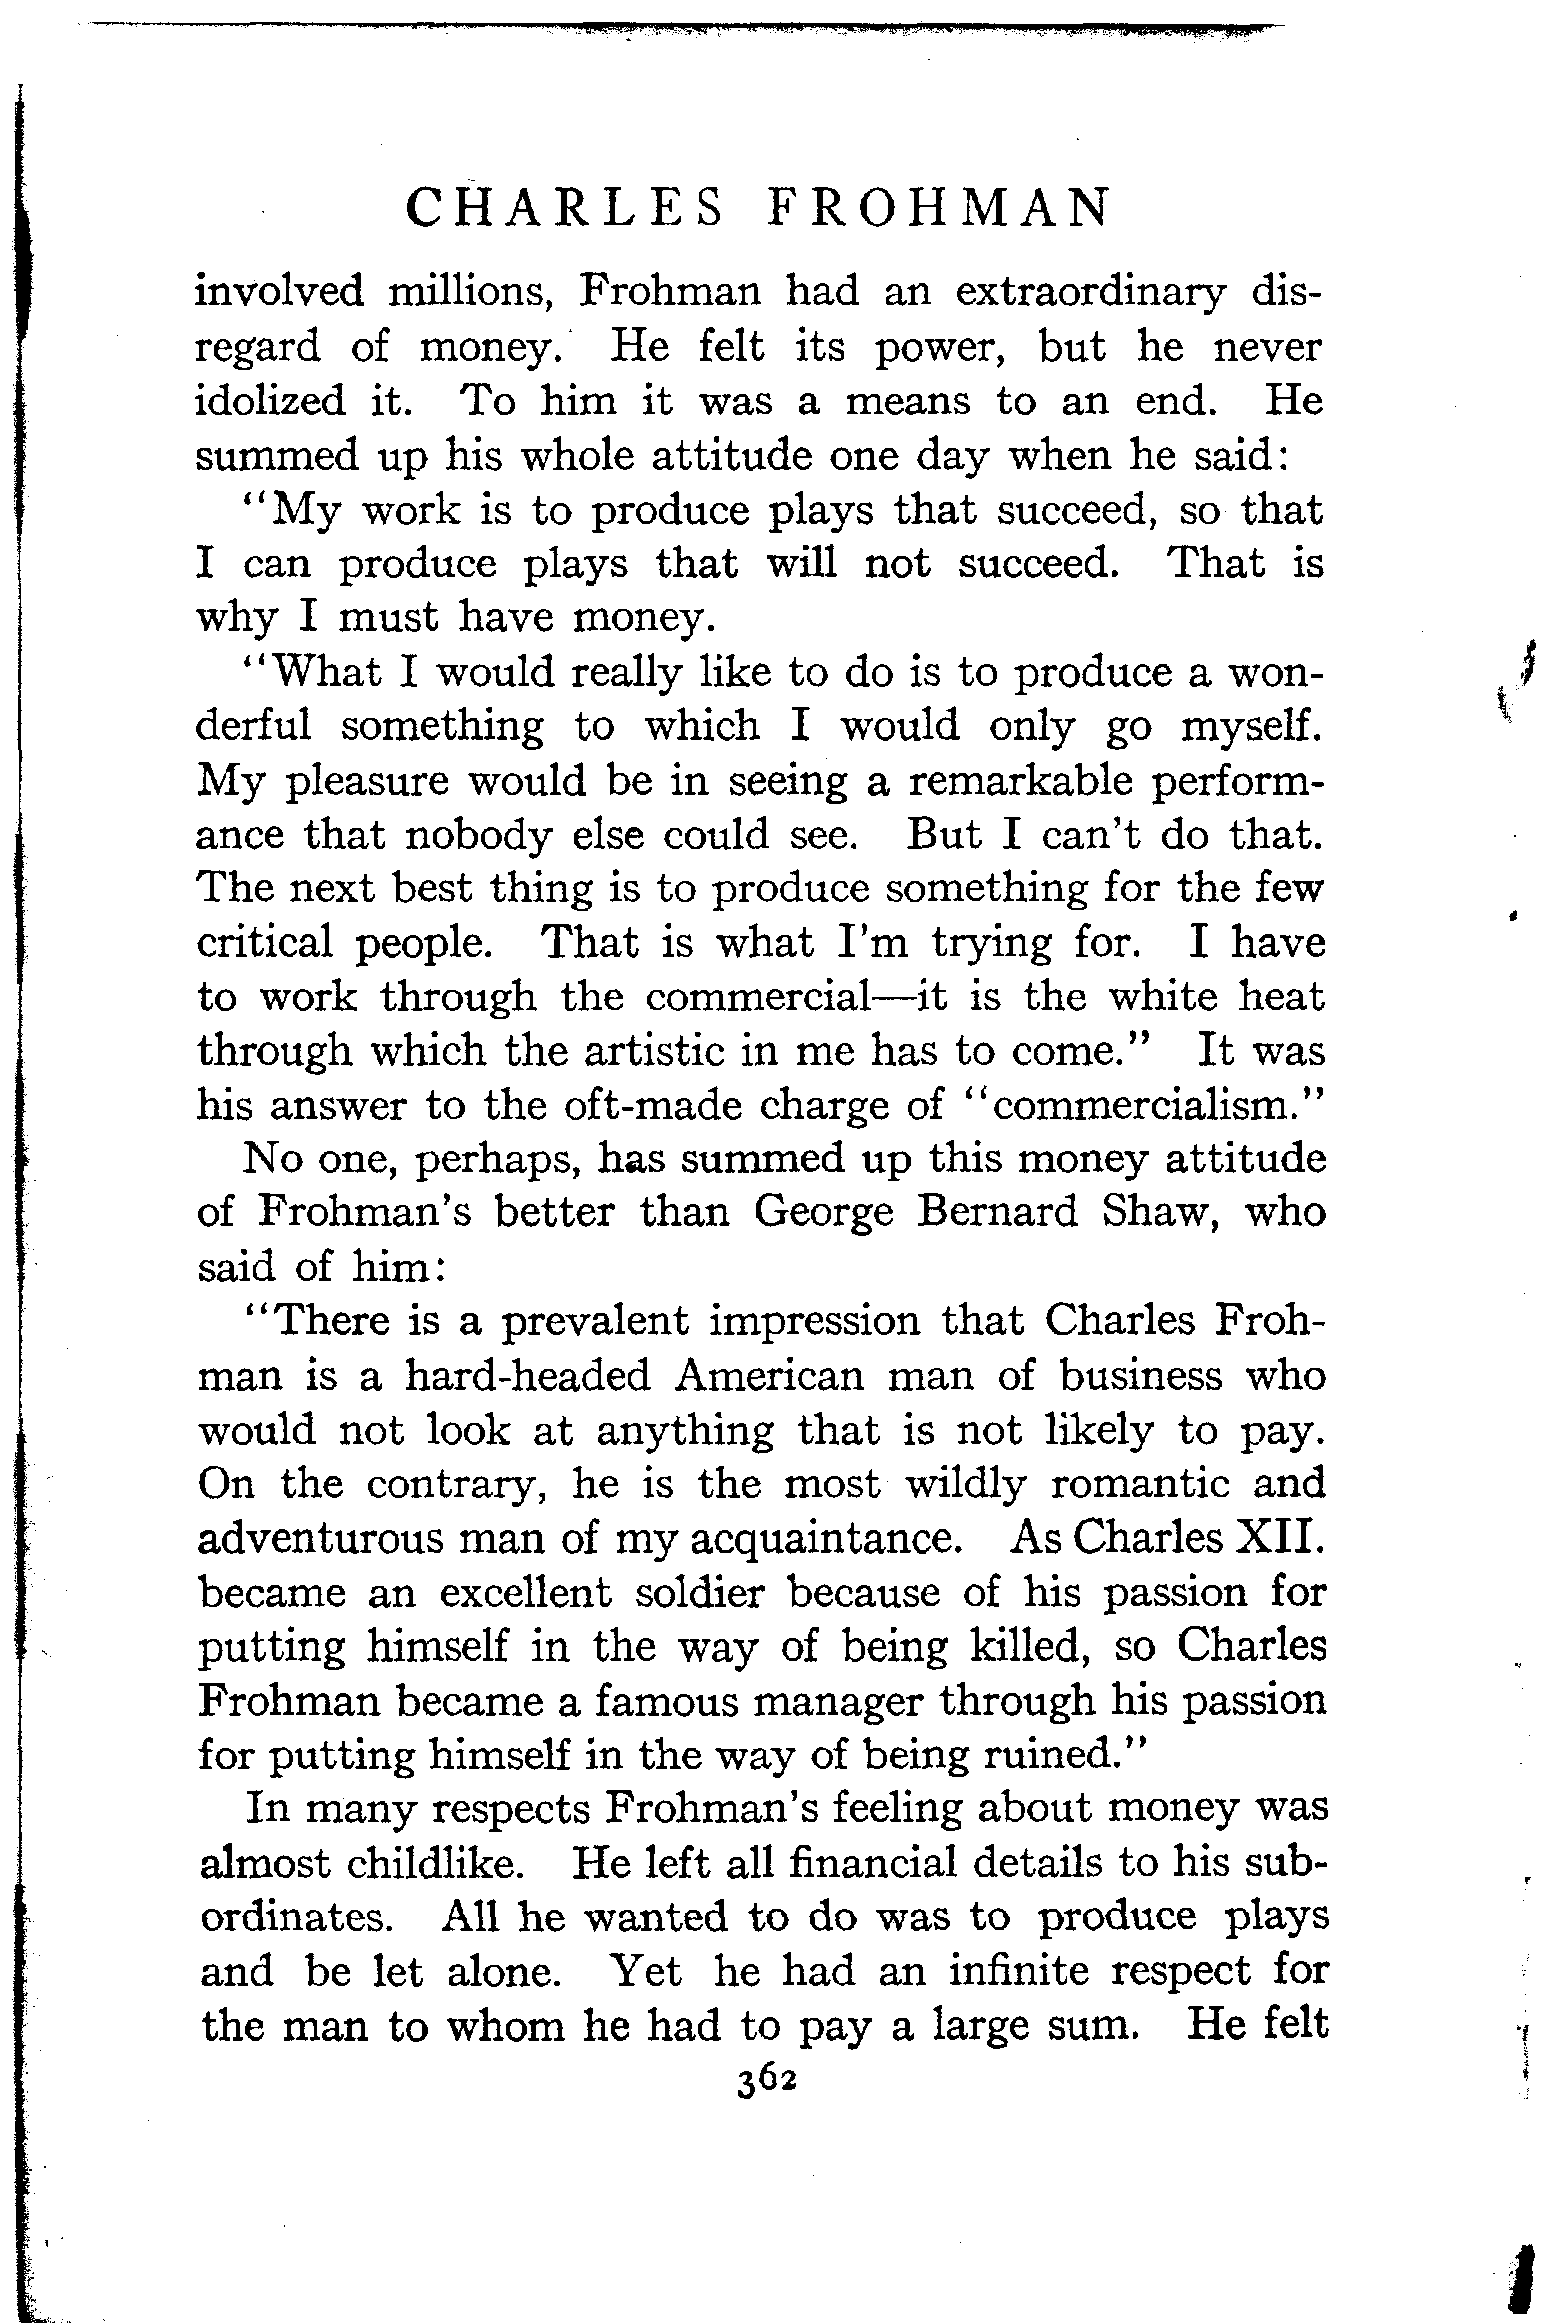 CHARLES FROHMAN
involved millions, Frohman had an extraordinary dis-
regard of money. He felt its power, but he never
idolized it. To him it was a means to an end. He
summed up his whole attitude one day when he said:
"My work is to produce plays that succeed, so that
I can produce plays that will not succeed. That is
why I must have money.
"What I would really like to do is to produce a won-
derful something to which I would only go myself.
My pleasure would be in seeing a remarkable perform-
ance that nobody else could see. But I can't do that.
The next best thing is to produce something for the few
critical people. That is what I'm trying for. I have
to work through the commercial—it is the white heat
through which the artistic in me has to come." It was
his answer to the oft-made charge of "commercialism."
No one, perhaps, has summed up this money attitude
of Frohman's better than George Bernard Shaw, who
said of him:
"There is a prevalent impression that Charles Froh-
man is a hard-headed American man of business who
would not look at anything that is not likely to pay.
On the contrary, he is the most wildly romantic and
adventurous man of my acquaintance. As Charles XII.
became an excellent soldier because of his passion for
putting himself in the way of being killed, so Charles
Frohman became a famous manager through his passion
for putting himself in the way of being ruined."
In many respects Frohman's feeling about money was
almost childlike. He left all financial details to his sub-
ordinates. All he wanted to do was to produce plays
and be let alone. Yet he had an infinite respect for
the man to whom he had to pay a large sum. He felt
362